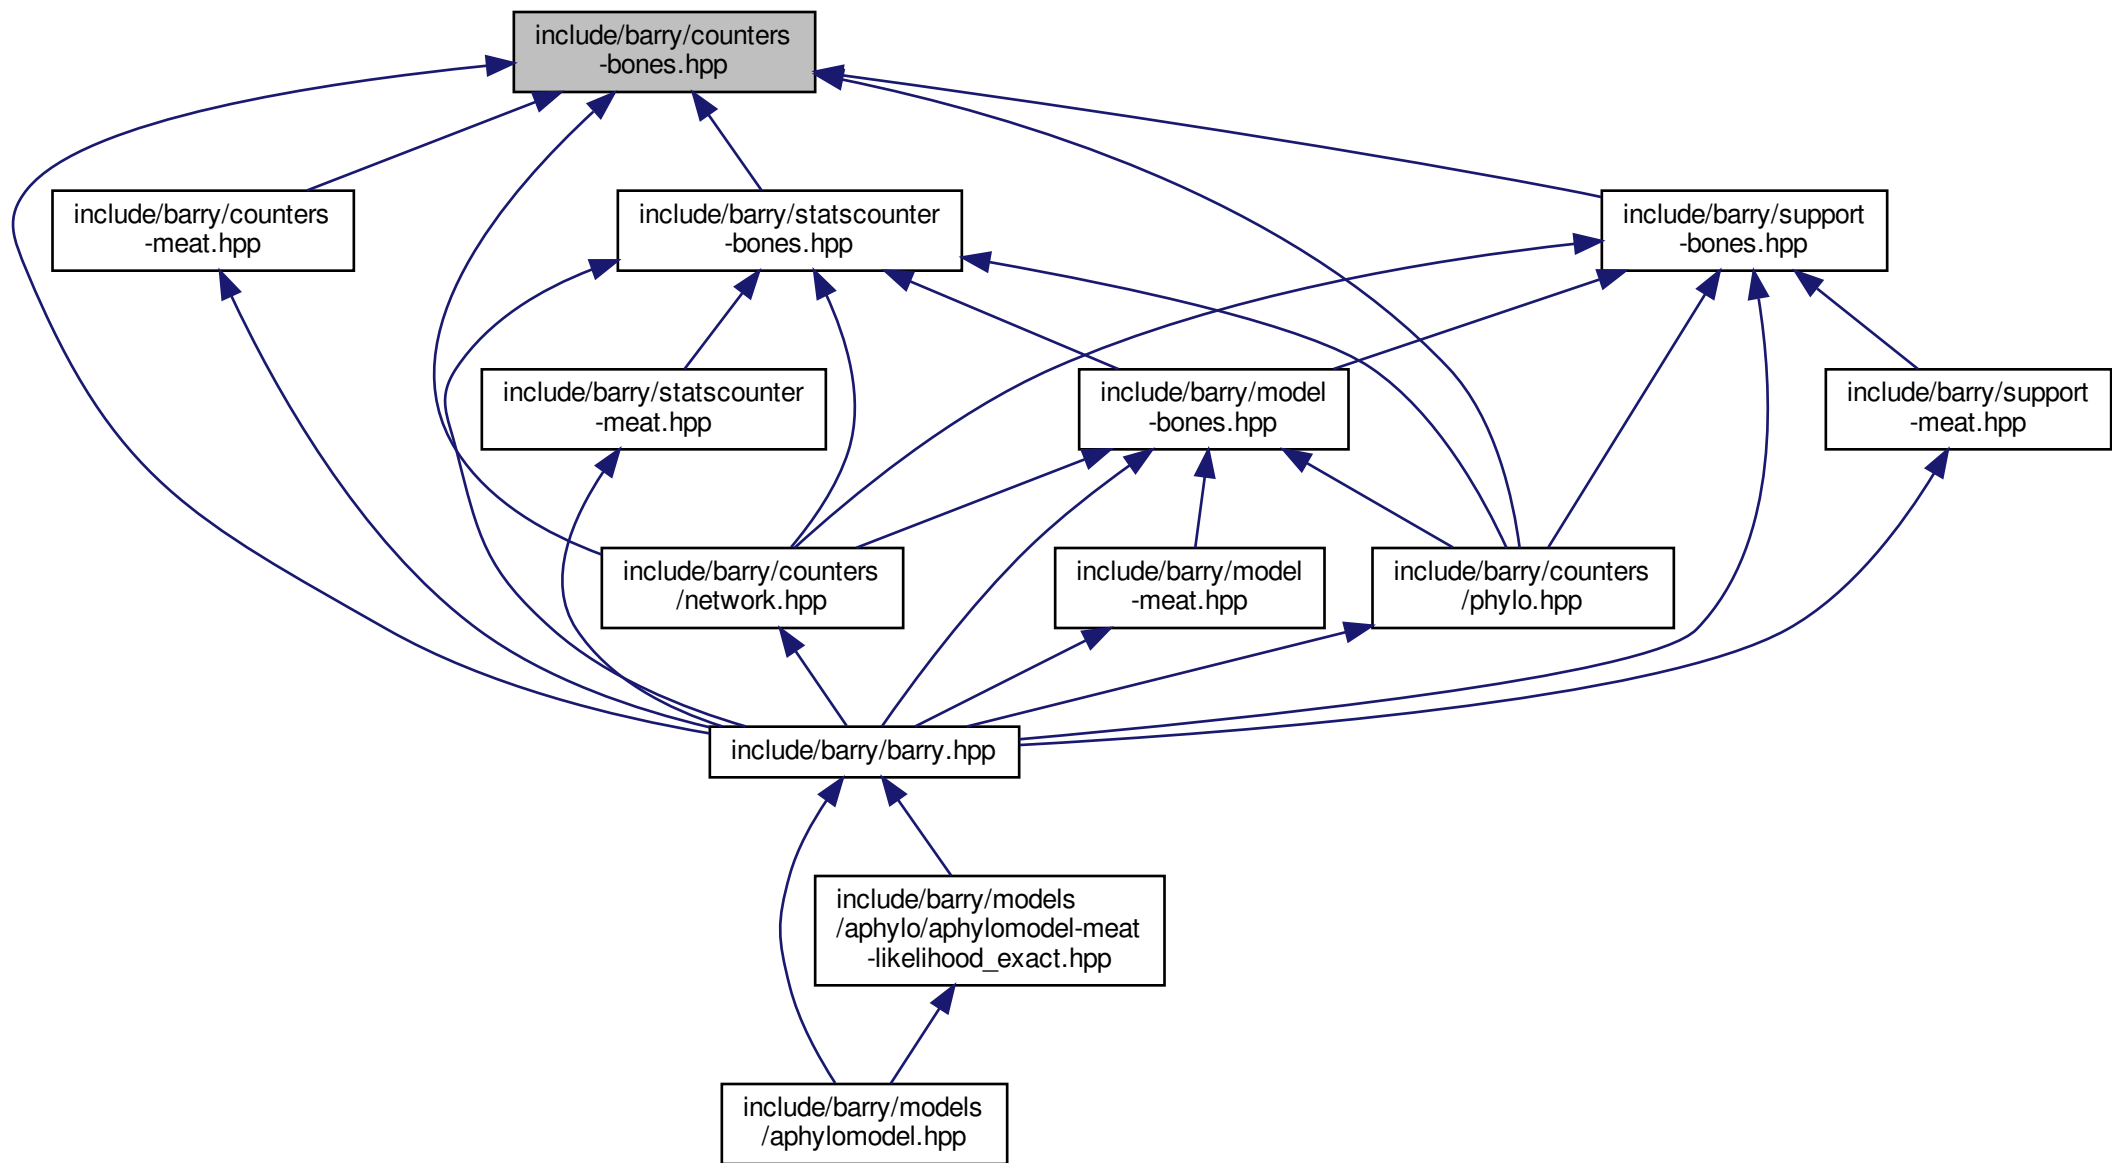 include/barry/counters
-bones.hpp
include/barry/counters
-meat.hpp
include/barry/statscounter
-bones.hpp
include/barry/support
-bones.hpp
include/barry/statscounter
-meat.hpp
include/barry/model
-bones.hpp
include/barry/support
-meat.hpp
include/barry/counters
/network.hpp
include/barry/model
-meat.hpp
include/barry/counters
/phylo.hpp
include/barry/barry.hpp
include/barry/models
/aphylo/aphylomodel-meat
-likelihood_exact.hpp
include/barry/models
/aphylomodel.hpp